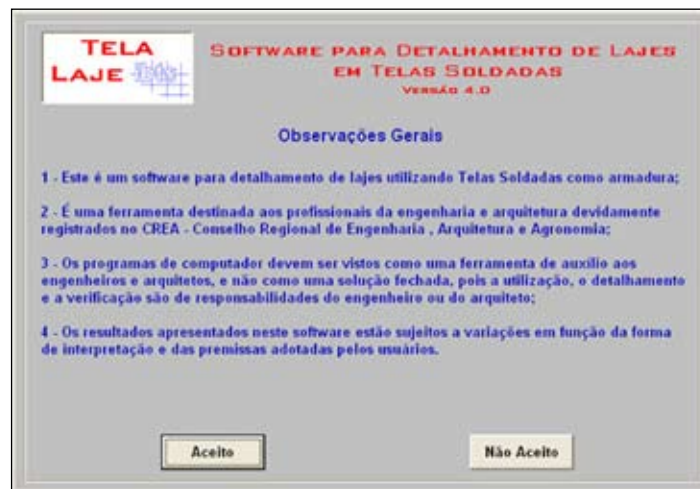 TELA
LAJE
SOFTWARE PARA DETALHAMENTO DE LAJES
EM TELAS SOLDADAS
VERSÃO 4.0
Observações Gerais
1 - Este é um software para detalhamento de lajes utilizando Telas Soldadas como armadura;
2 - É uma ferramenta destinada aos profissionais da engenharia e arquitetura devidamente
registrados no CREA - Conselho Regional de Engenharia , Arquitetura e Agronomia;
3 - Os programas de computador devem ser vistos como uma ferramenta de auxílio aos
engenheiros e arquitetos, e não como uma solução fechada, pois a utilização, o detalhamento
e a verificação são de responsabilidades do engenheiro ou do arquiteto;
4 - Os resultados apresentados neste software estão sujeitos a variações em função da forma
de interpretação e das premissas adotadas pelos usuários.
Aceito
Não Aceito